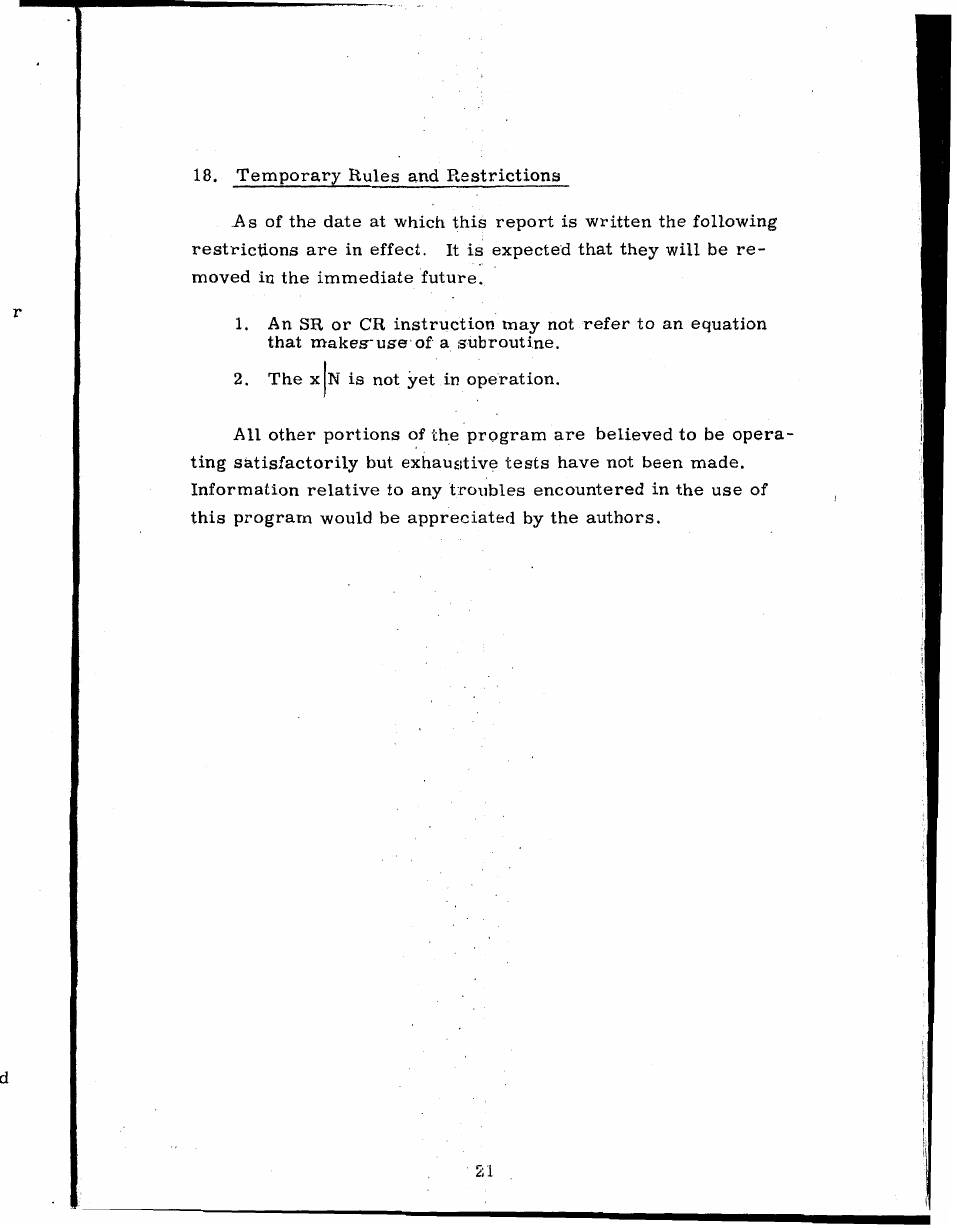 18. Temporary Rules and Restrictions
As of the date at which this report is written the following
restrictions are in effect. It is expected that they will be re-
moved in the immediate future.
r
1. An SR or CR instruction may not refer to an equation
that makes use of a subroutine.
2. The x|N is not yet in operation.
All other portions of the program are believed to be opera-
ting satisfactorily but exhaustive tests have not been made.
Information relative to any troubles encountered in the use of
this program would be appreciated by the authors.
d
21